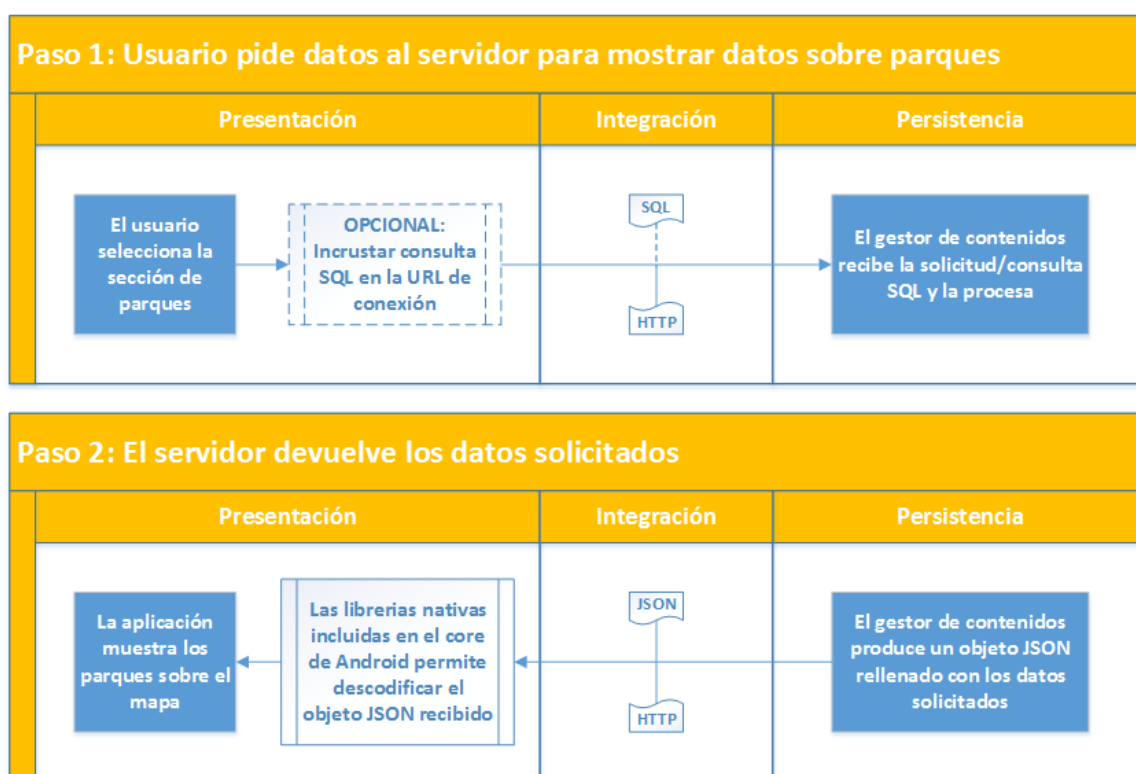 Paso 1: Usuario pide datos al servidor para mostrar datos sobre parques
Presentación
Integración
Persistencia
El usuario
selecciona la
sección de
parques
OPCIONAL:
Incrustar consulta
SQL en la URL de
conexión
SQL
HTTP
El gestor de contenidos
recibe la solicitud/consulta
SQL y la procesa
Paso 2: El servidor devuelve los datos solicitados
Presentación
Integración
Persistencia
La aplicación
muestra los
parques sobre el
mapa
Las librerias nativas
incluidas en el core
de Android permite
descodificar el
objeto JSON recibido
JSON
HTTP
El gestor de contenidos
produce un objeto JSON
rellenado con los datos
solicitados